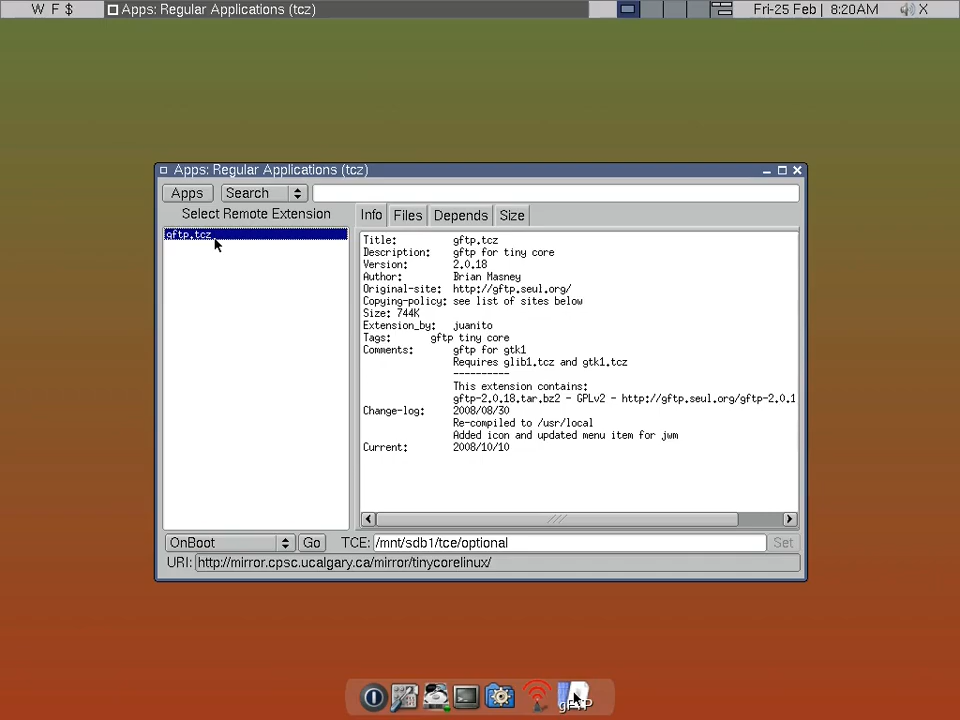 W F $ Apps: Regular Applications (tcz) Fri-25 Feb | 8:20AM X
Apps: Regular Applications (tcz)
Apps Search
Select Remote Extension Info Files Depends Size
gftp.tcz
Title: gftp.tcz
Description: gftp for tiny core
Version: 2.0.18
Author: Brian Masney
Original-site: http://gftp.seul.org/
Copying-policy: see list of sites below
Size: 744K
Extension_by: juanito
Tags: gftp tiny core
Comments: gftp for gtk1
Requires glib1.tcz and gtk1.tcz
----------
This extension contains:
gftp-2.0.18.tar.bz2 - GPLv2 - http://gftp.seul.org/gftp-2.0.1
Change-log: 2008/08/30
Re-compiled to /usr/local
Added icon and updated menu item for jwm
Current: 2008/10/10
OnBoot Go TCE: /mnt/sdb1/tce/optional Set
URI: http://mirror.cpsc.ucalgary.ca/mirror/tinycorelinux/
gFTP